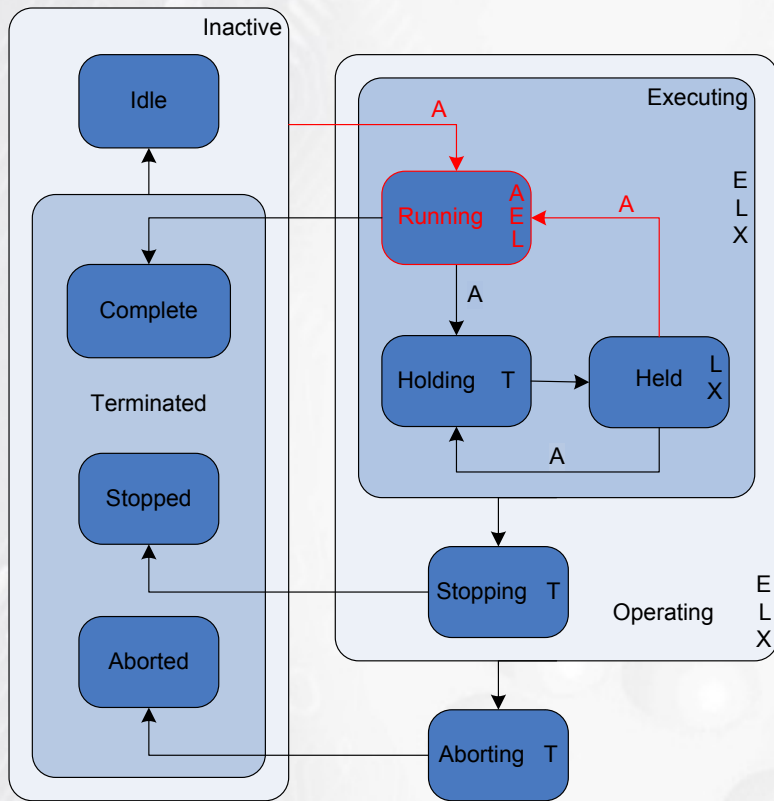 Inactive
Idle
Complete
Terminated
Stopped
Aborted
A
Executing
E
L
X
Running
A
E
L
A
A
Holding T
Held
L
X
A
Stopping T
Operating
E
L
X
Aborting T